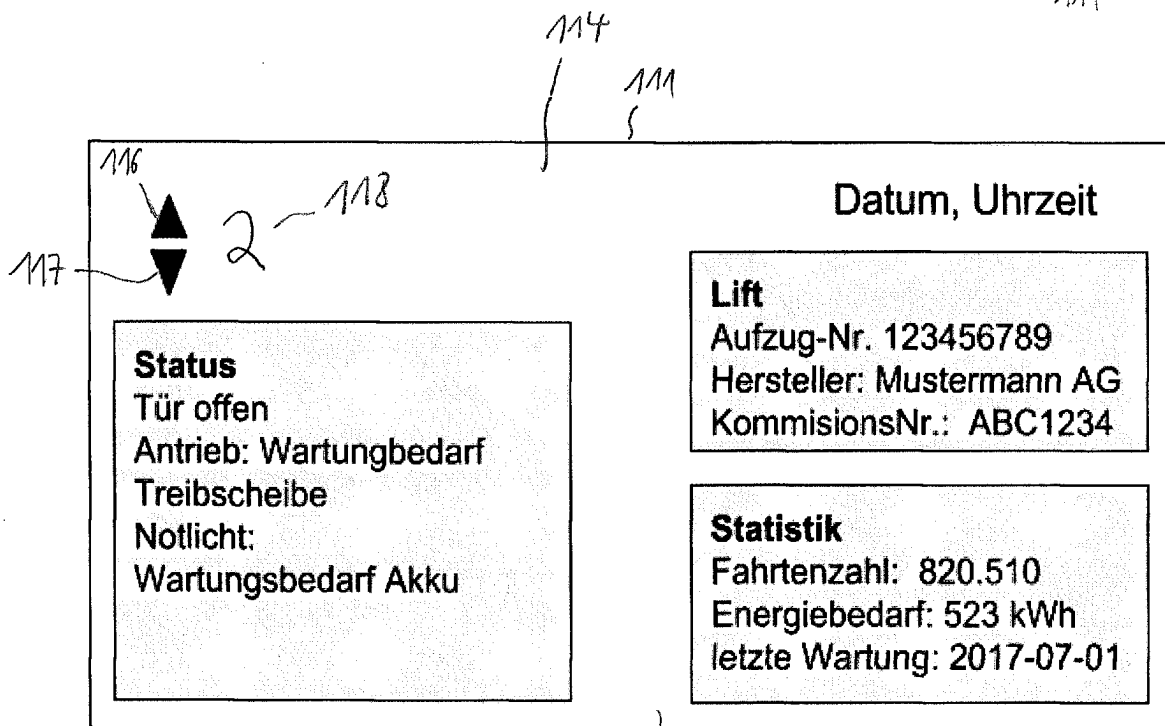 114
111
116
118
2
117
Datum, Uhrzeit
Lift
Aufzug-Nr. 123456789
Hersteller: Mustermann AG
KommisionsNr.: ABC1234
Status
Tür offen
Antrieb: Wartungbedarf
Treibscheibe
Notlicht:
Wartungsbedarf Akku
Statistik
Fahrtenzahl: 820.510
Energiebedarf: 523 kWh
letzte Wartung: 2017-07-01